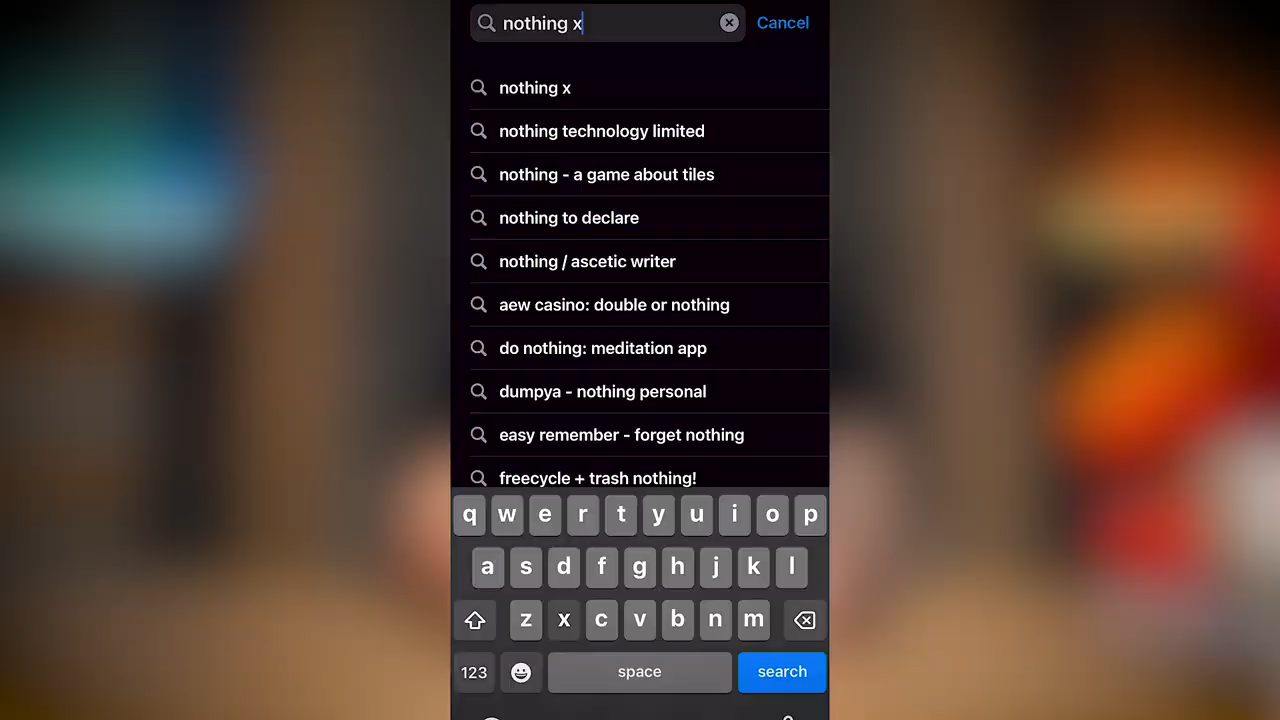 nothing x
Cancel
nothing x
nothing technology limited
nothing - a game about tiles
nothing to declare
nothing / ascetic writer
aew casino: double or nothing
do nothing: meditation app
dumpya - nothing personal
easy remember - forget nothing
freecycle + trash nothing!
q w e r t y u i o p
a s d f g h j k l
z x c v b n m
123 space search